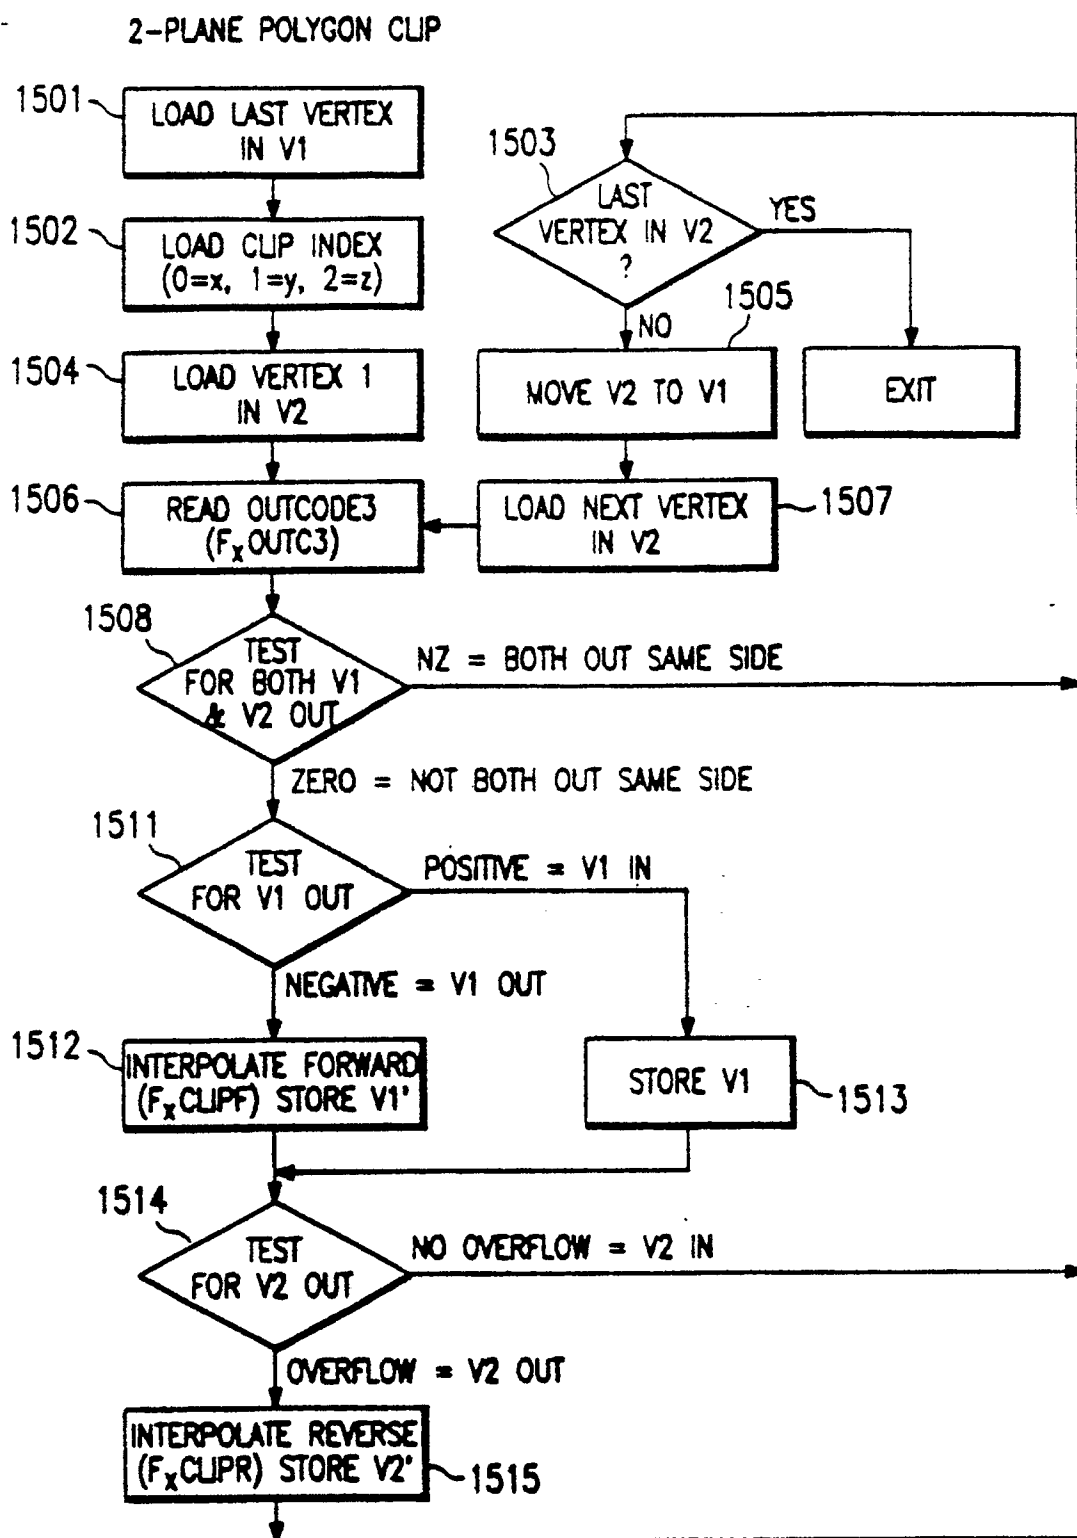 2-PLANE POLYGON CLIP
1501
LOAD LAST VERTEX
IN V1
1502
LOAD CLIP INDEX
(0=x, 1=y, 2=z)
1504
LOAD VERTEX 1
IN V2
1506
READ OUTCODE3
(FxOUTC3)
1503
LAST
VERTEX IN V2
?
YES
NO
1505
MOVE V2 TO V1
EXIT
LOAD NEXT VERTEX
IN V2
1507
1508
TEST
FOR BOTH V1
& V2 OUT
NZ = BOTH OUT SAME SIDE
ZERO = NOT BOTH OUT SAME SIDE
1511
TEST
FOR V1 OUT
POSITIVE = V1 IN
NEGATIVE = V1 OUT
1512
INTERPOLATE FORWARD
(FxCLIPF) STORE V1'
STORE V1
1513
1514
TEST
FOR V2 OUT
NO OVERFLOW = V2 IN
OVERFLOW = V2 OUT
INTERPOLATE REVERSE
(FxCLIPR) STORE V2'
1515